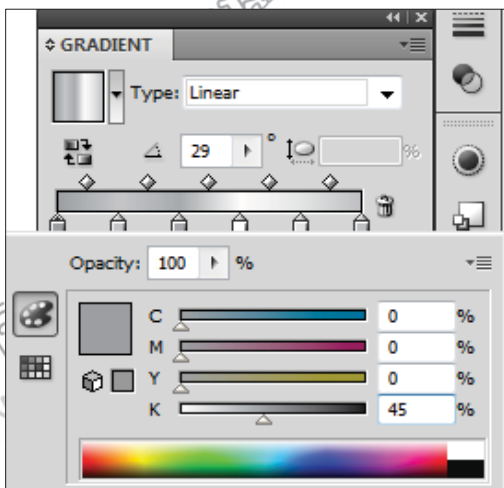 GRADIENT
Type: Linear
29 ° %
Opacity: 100 %
C 0 %
M 0 %
Y 0 %
K 45 %